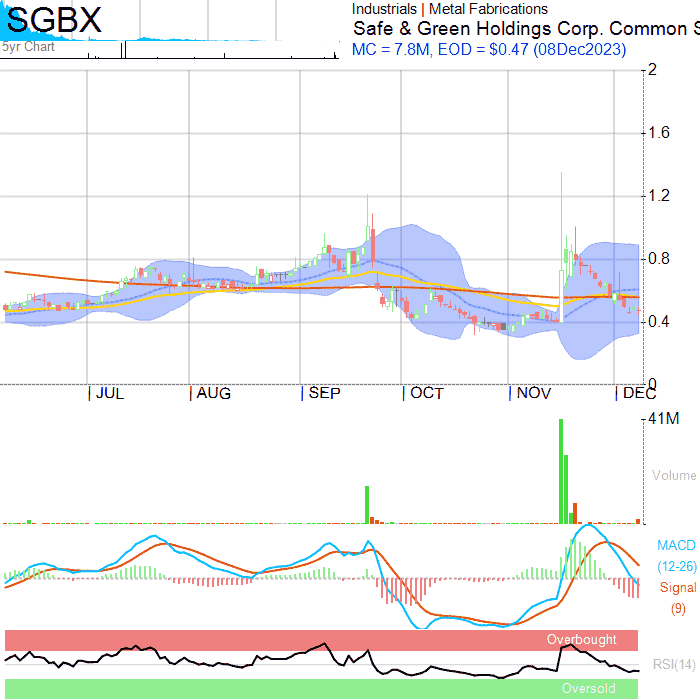 SGBX
5yr Chart
Industrials | Metal Fabrications
Safe & Green Holdings Corp. Common S
MC = 7.8M, EOD = $0.47 (08Dec2023)
2
1.6
1.2
0.8
0.4
0
JUL AUG SEP OCT NOV DEC
41M
Volume
MACD
(12-26)
Signal
(9)
Overbought
RSI(14)
Oversold